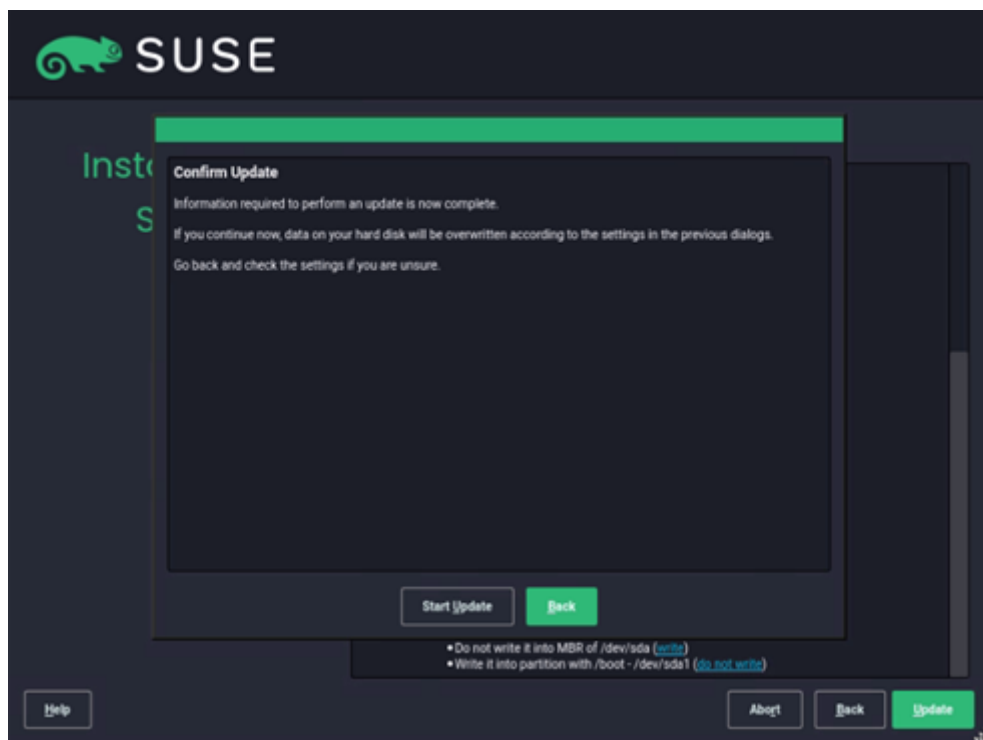 SUSE
Inst
S
Confirm Update
Information required to perform an update is now complete.
If you continue now, data on your hard disk will be overwritten according to the settings in the previous dialogs.
Go back and check the settings if you are unsure.
Start Update
Back
•Do not write it into MBR of /dev/sda (write)
•Write it into partition with /boot - /dev/sda1 (do not write)
Help
Abort
Back
Update